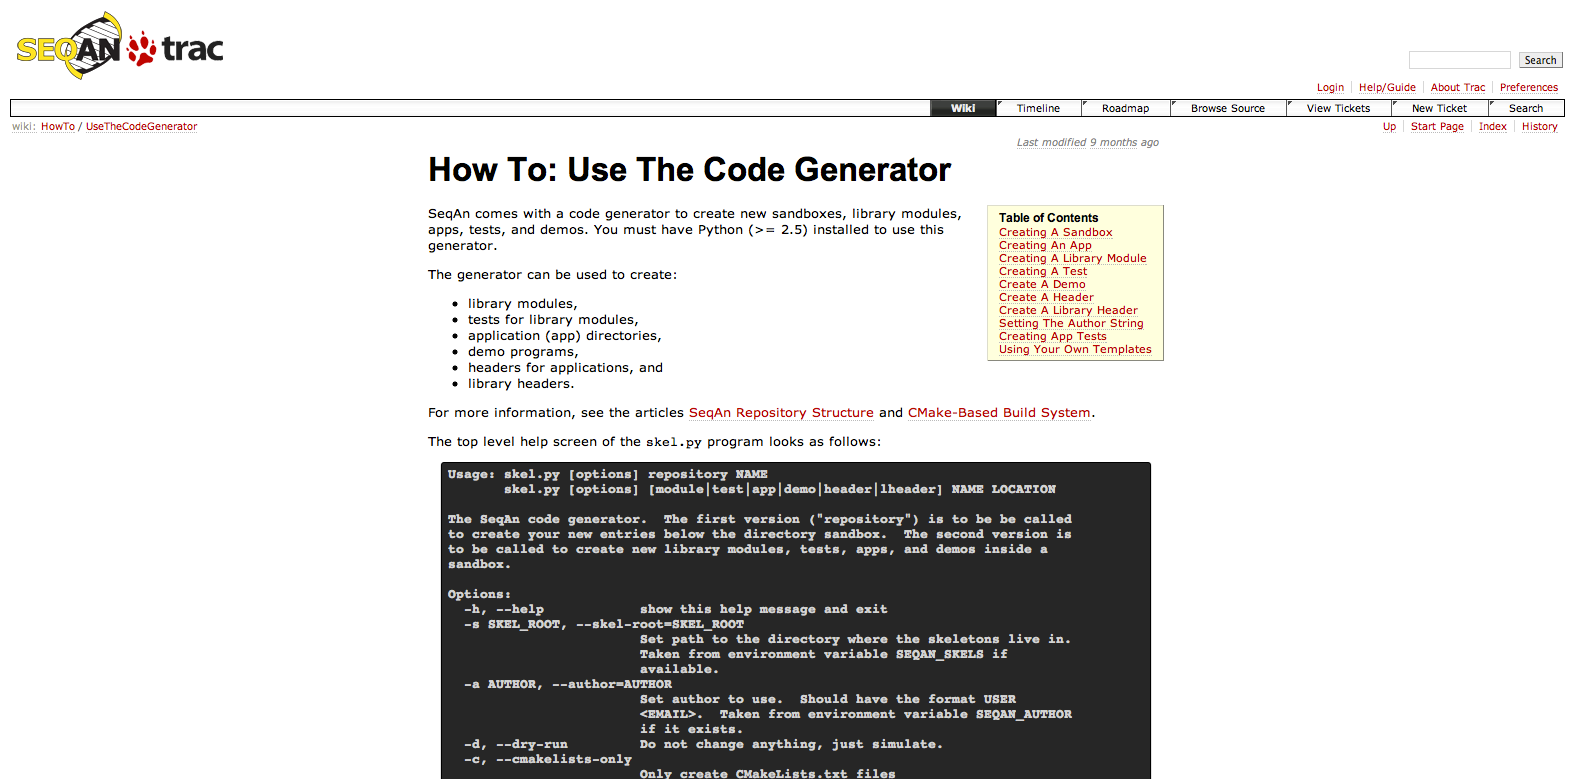 SEQAN trac
Search
Login Help/Guide About Trac Preferences
Wiki Timeline Roadmap Browse Source View Tickets New Ticket Search
wiki: HowTo / UseTheCodeGenerator
Up Start Page Index History
Last modified 9 months ago
How To: Use The Code Generator
SeqAn comes with a code generator to create new sandboxes, library modules,
apps, tests, and demos. You must have Python (>= 2.5) installed to use this
generator.
The generator can be used to create:
• library modules,
• tests for library modules,
• application (app) directories,
• demo programs,
• headers for applications, and
• library headers.
Table of Contents
Creating A Sandbox
Creating An App
Creating A Library Module
Creating A Test
Create A Demo
Create A Header
Create A Library Header
Setting The Author String
Creating App Tests
Using Your Own Templates
For more information, see the articles SeqAn Repository Structure and CMake-Based Build System.
The top level help screen of the skel.py program looks as follows:
Usage: skel.py [options] repository NAME
skel.py [options] [module|test|app|demo|header|lheader] NAME LOCATION
The SeqAn code generator. The first version ("repository") is to be be called
to create your new entries below the directory sandbox. The second version is
to be called to create new library modules, tests, apps, and demos inside a
sandbox.
Options:
-h, --help show this help message and exit
-s SKEL_ROOT, --skel-root=SKEL_ROOT
Set path to the directory where the skeletons live in.
Taken from environment variable SEQAN_SKELS if
available.
-a AUTHOR, --author=AUTHOR
Set author to use. Should have the format USER
<EMAIL>. Taken from environment variable SEQAN_AUTHOR
if it exists.
-d, --dry-run Do not change anything, just simulate.
-c, --cmakelists-only
Only create CMakeLists.txt files